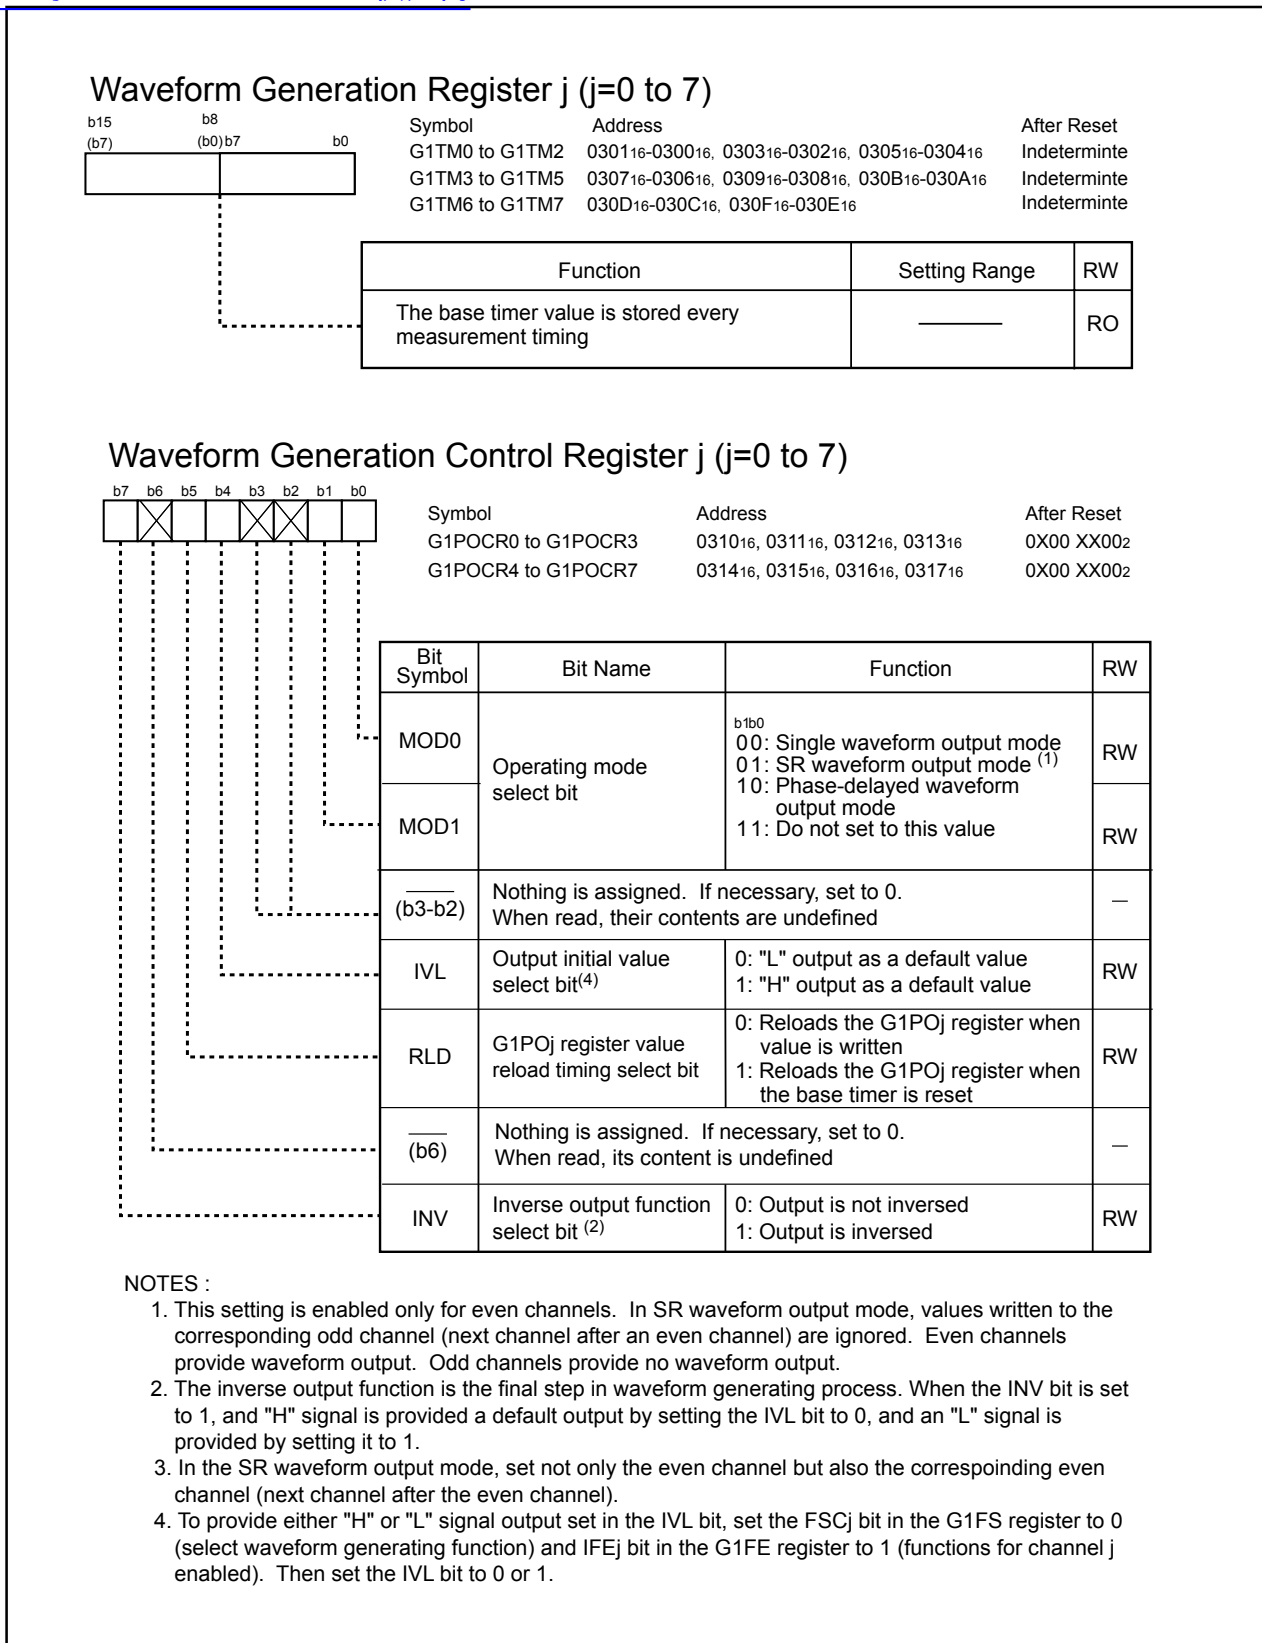 Waveform Generation Register j (j=0 to 7)
b15 b8
(b7) (b0) b7 b0
Symbol Address After Reset
G1TM0 to G1TM2 030116-030016, 030316-030216, 030516-030416 Indeterminte
G1TM3 to G1TM5 030716-030616, 030916-030816, 030B16-030A16 Indeterminte
G1TM6 to G1TM7 030D16-030C16, 030F16-030E16 Indeterminte
Function Setting Range RW
The base timer value is stored every
measurement timing
RO
Waveform Generation Control Register j (j=0 to 7)
b7 b6 b5 b4 b3 b2 b1 b0
Symbol Address After Reset
G1POCR0 to G1POCR3 031016, 031116, 031216, 031316 0X00 XX002
G1POCR4 to G1POCR7 031416, 031516, 031616, 031716 0X00 XX002
Bit
Symbol
Bit Name Function RW
MOD0
MOD1
Operating mode
select bit
b1b0
00: Single waveform output mode
01: SR waveform output mode (1)
10: Phase-delayed waveform
output mode
11: Do not set to this value
RW
RW
(b3-b2)
Nothing is assigned. If necessary, set to 0.
When read, their contents are undefined
IVL
Output initial value
select bit(4)
0: "L" output as a default value
1: "H" output as a default value
RW
RLD
G1POj register value
reload timing select bit
0: Reloads the G1POj register when
value is written
1: Reloads the G1POj register when
the base timer is reset
RW
(b6)
Nothing is assigned. If necessary, set to 0.
When read, its content is undefined
INV
Inverse output function
select bit (2)
0: Output is not inversed
1: Output is inversed
RW
NOTES :
1. This setting is enabled only for even channels. In SR waveform output mode, values written to the
corresponding odd channel (next channel after an even channel) are ignored. Even channels
provide waveform output. Odd channels provide no waveform output.
2. The inverse output function is the final step in waveform generating process. When the INV bit is set
to 1, and "H" signal is provided a default output by setting the IVL bit to 0, and an "L" signal is
provided by setting it to 1.
3. In the SR waveform output mode, set not only the even channel but also the correspoinding even
channel (next channel after the even channel).
4. To provide either "H" or "L" signal output set in the IVL bit, set the FSCj bit in the G1FS register to 0
(select waveform generating function) and IFEj bit in the G1FE register to 1 (functions for channel j
enabled). Then set the IVL bit to 0 or 1.